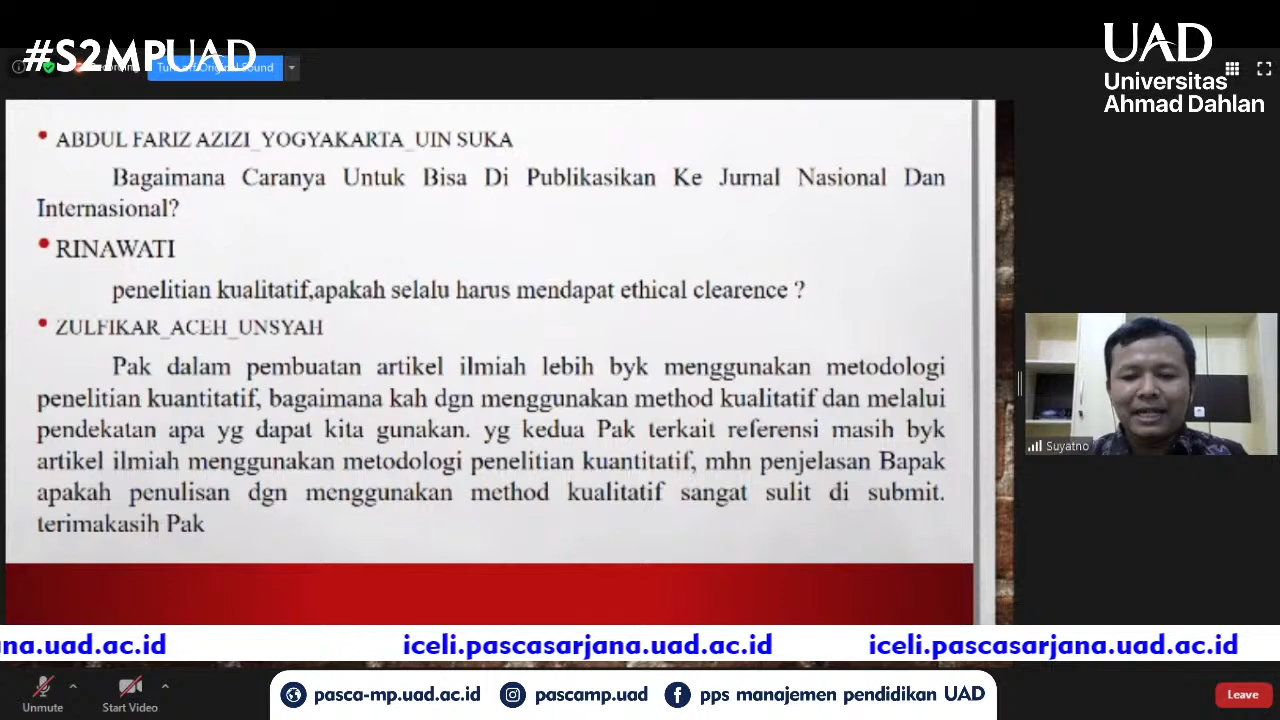 #S2MPUAD
UAD
Universitas
Ahmad Dahlan
Sound
• ABDUL FARIZ AZIZI_YOGYAKARTA_UIN SUKA
Bagaimana Caranya Untuk Bisa Di Publikasikan Ke Jurnal Nasional Dan
Internasional?
• RINAWATI
penelitian kualitatif,apakah selalu harus mendapat ethical clearence ?
• ZULFIKAR_ACEH_UNSYAH
Pak dalam pembuatan artikel ilmiah lebih byk menggunakan metodologi
penelitian kuantitatif, bagaimana kah dgn menggunakan method kualitatif dan melalui
pendekatan apa yg dapat kita gunakan. yg kedua Pak terkait referensi masih byk
artikel ilmiah menggunakan metodologi penelitian kuantitatif, mhn penjelasan Bapak
apakah penulisan dgn menggunakan method kualitatif sangat sulit di submit.
terimakasih Pak
Suyatno
na.uad.ac.id iceli.pascasarjana.uad.ac.id iceli.pascasarjana.uad.ac.id
Unmute Start Video pasca-mp.uad.ac.id pascamp.uad pps manajemen pendidikan UAD Leave